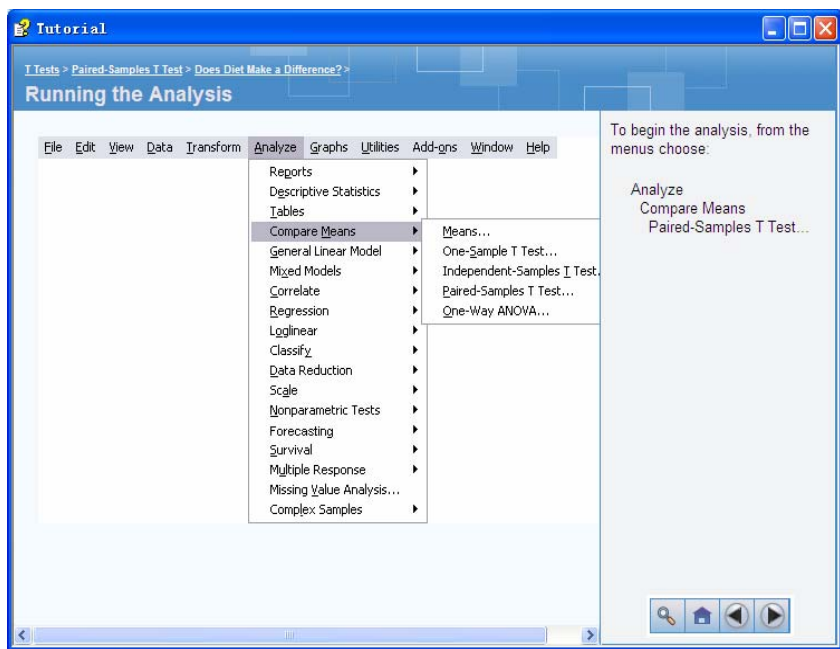 Tutorial
T Tests > Paired-Samples T Test > Does Diet Make a Difference? >
Running the Analysis
File Edit View Data Transform Analyze Graphs Utilities Add-ons Window Help
Reports
Descriptive Statistics
Tables
Compare Means
General Linear Model
Mixed Models
Correlate
Regression
Loglinear
Classify
Data Reduction
Scale
Nonparametric Tests
Forecasting
Survival
Multiple Response
Missing Value Analysis...
Complex Samples
Means...
One-Sample T Test...
Independent-Samples T Test.
Paired-Samples T Test...
One-Way ANOVA...
To begin the analysis, from the
menus choose:
Analyze
Compare Means
Paired-Samples T Test...